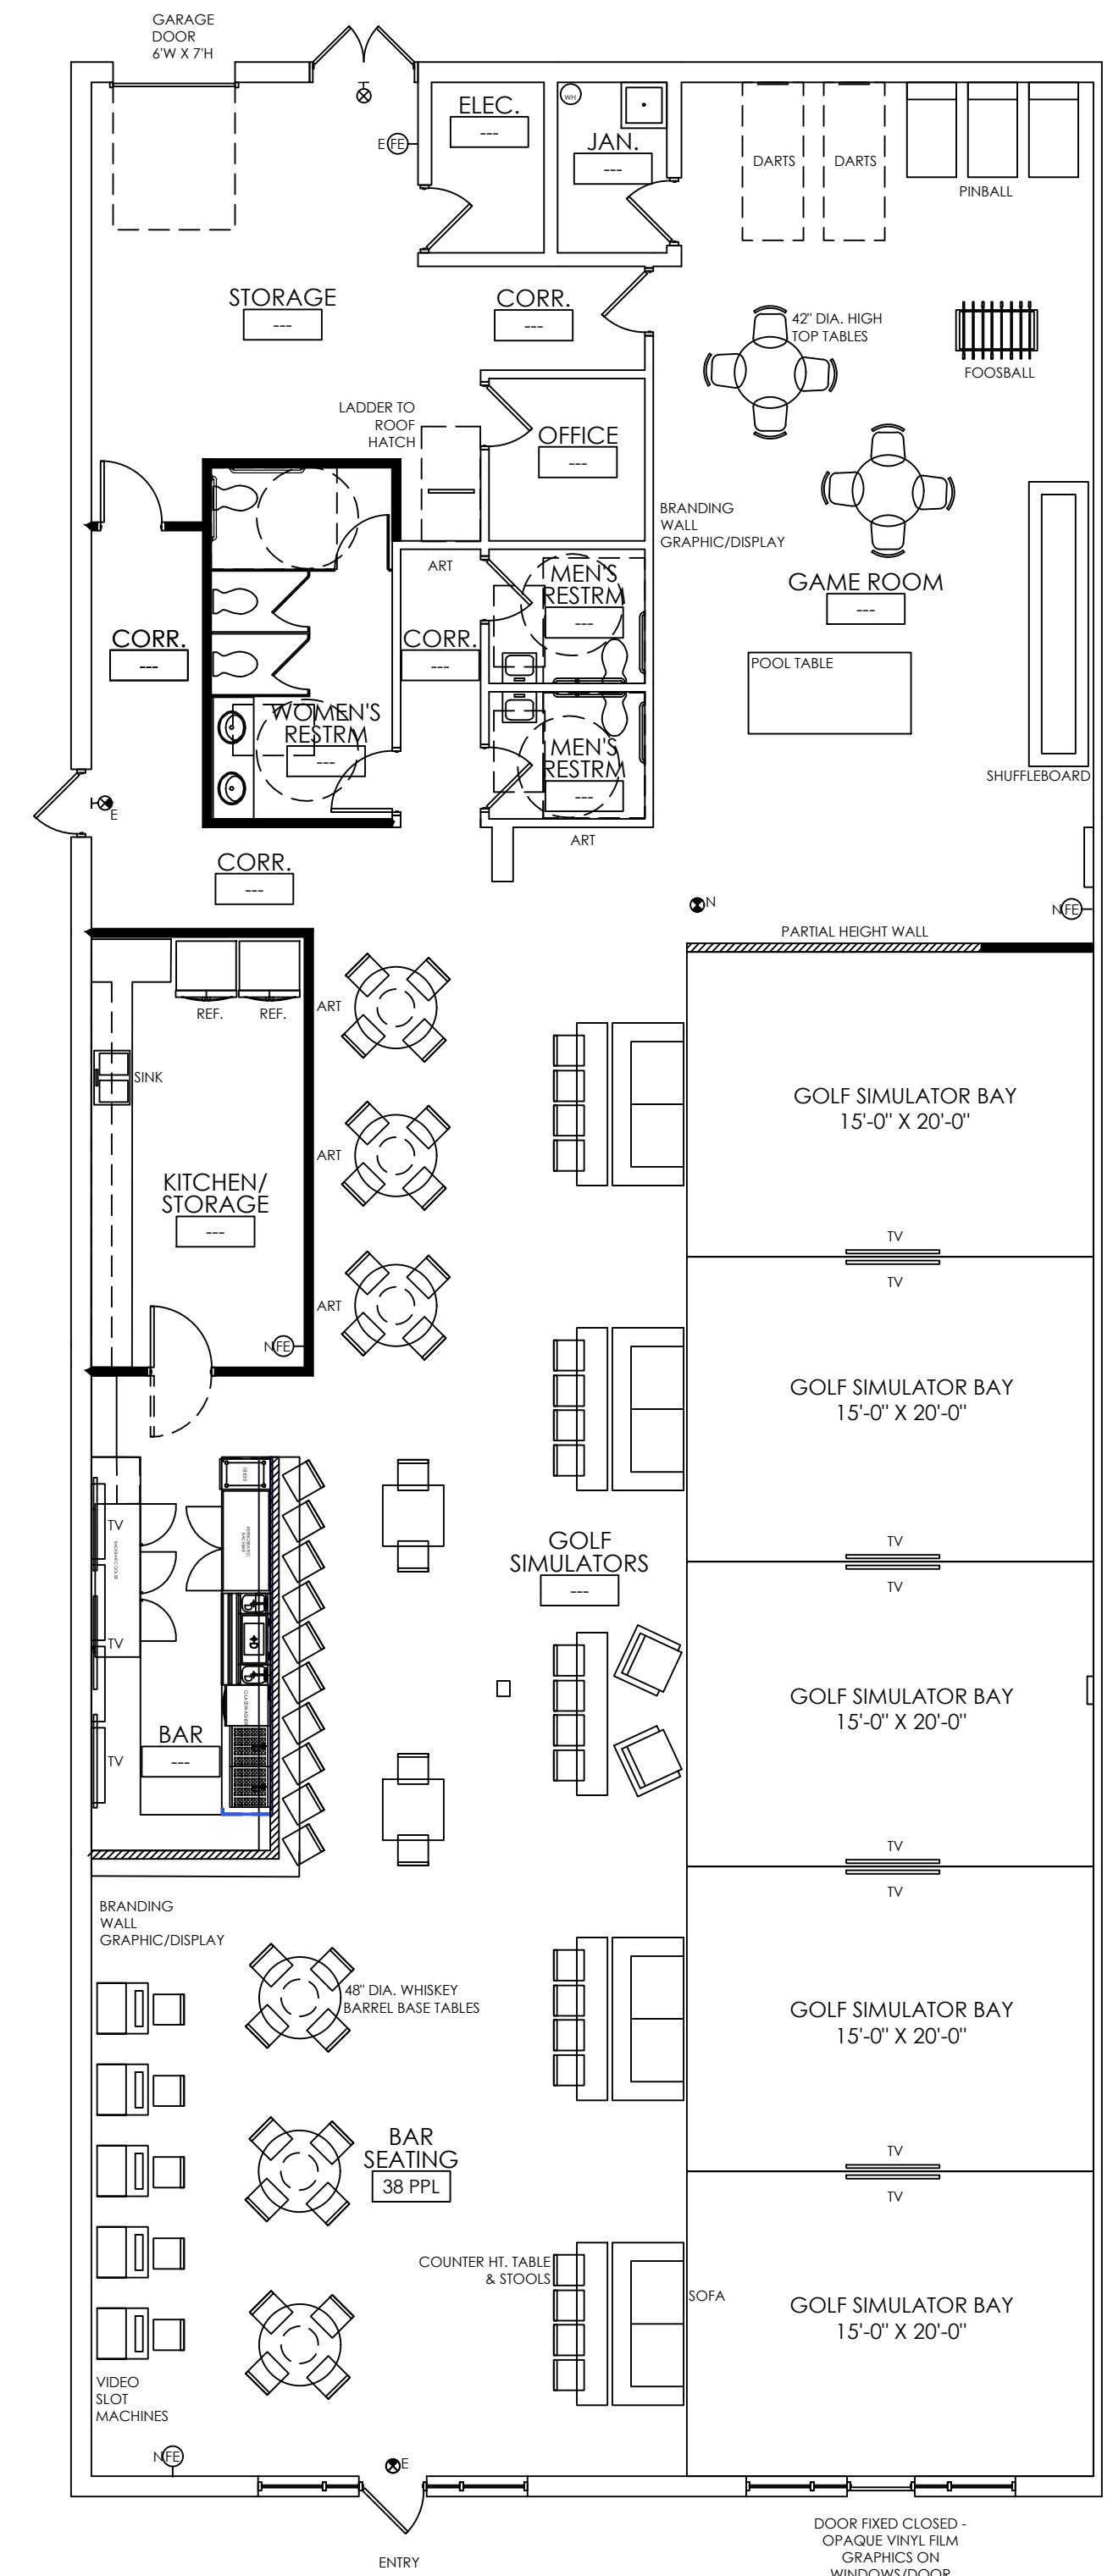 GARAGE
DOOR
6'W X 7'H
E FE
ELEC.
---
WH
JAN.
---
DARTS
DARTS
PINBALL
STORAGE
---
CORR.
---
42" DIA. HIGH
TOP TABLES
FOOSBALL
LADDER TO
ROOF
HATCH
OFFICE
---
BRANDING
WALL
GRAPHIC/DISPLAY
ART
MEN'S
RESTRM
---
GAME ROOM
---
CORR.
---
CORR.
---
POOL TABLE
WOMEN'S
RESTRM
---
MEN'S
RESTRM
---
SHUFFLEBOARD
E
ART
CORR.
---
N
N FE
PARTIAL HEIGHT WALL
REF.
REF.
ART
SINK
GOLF SIMULATOR BAY
15'-0" X 20'-0"
ART
KITCHEN/
STORAGE
---
TV
TV
ART
N FE
GOLF SIMULATOR BAY
15'-0" X 20'-0"
TV
GOLF
SIMULATORS
---
TV
TV
TV
GOLF SIMULATOR BAY
15'-0" X 20'-0"
BAR
---
TV
TV
TV
BRANDING
WALL
GRAPHIC/DISPLAY
48" DIA. WHISKEY
BARREL BASE TABLES
GOLF SIMULATOR BAY
15'-0" X 20'-0"
BAR
SEATING
38 PPL
TV
TV
COUNTER HT. TABLE
& STOOLS
SOFA
GOLF SIMULATOR BAY
15'-0" X 20'-0"
VIDEO
SLOT
MACHINES
N FE
E
ENTRY
DOOR FIXED CLOSED -
OPAQUE VINYL FILM
GRAPHICS ON
WINDOWS/DOOR